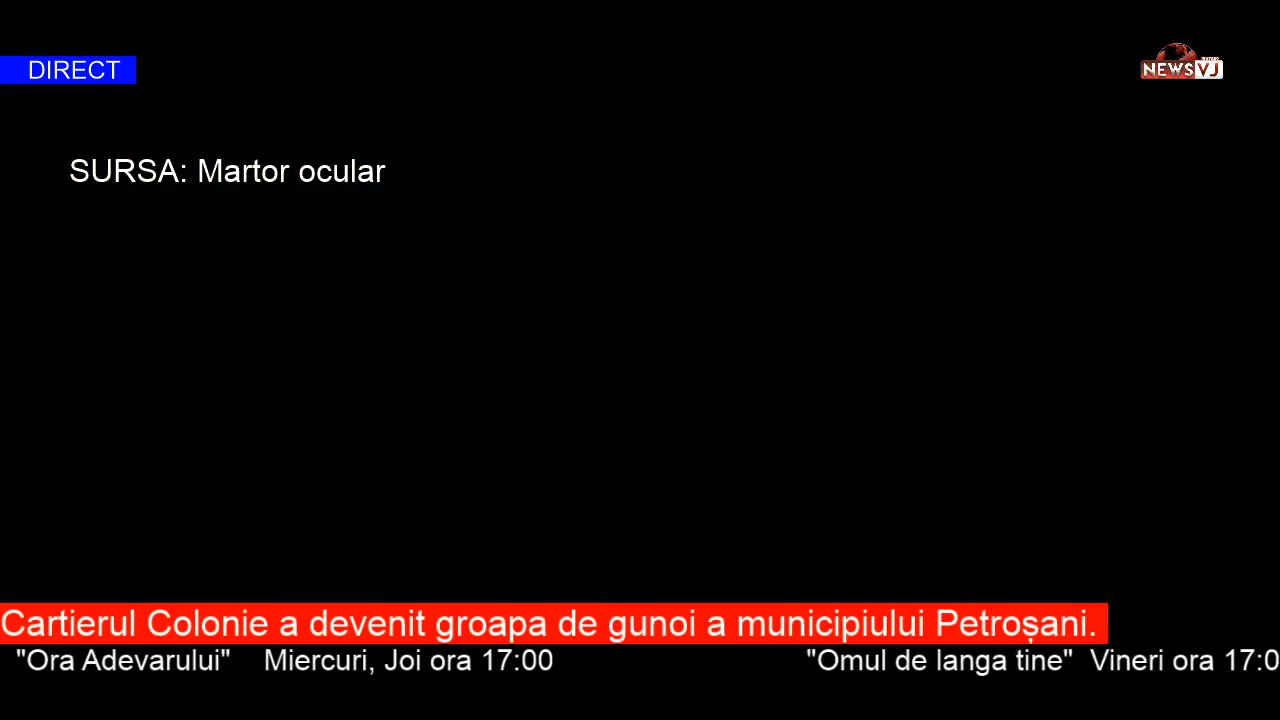 DIRECT
NEWSVJ
SURSA: Martor ocular
Cartierul Colonie a devenit groapa de gunoi a municipiului Petroșani.
"Ora Adevarului" Miercuri, Joi ora 17:00 "Omul de langa tine" Vineri ora 17:0